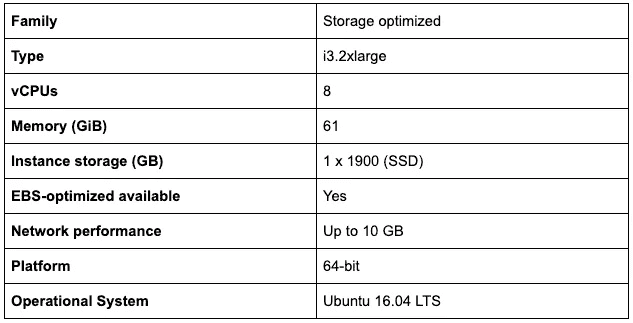 Family Storage optimized
Type i3.2xlarge
vCPUs 8
Memory (GiB) 61
Instance storage (GB) 1 x 1900 (SSD)
EBS-optimized available Yes
Network performance Up to 10 GB
Platform 64-bit
Operational System Ubuntu 16.04 LTS